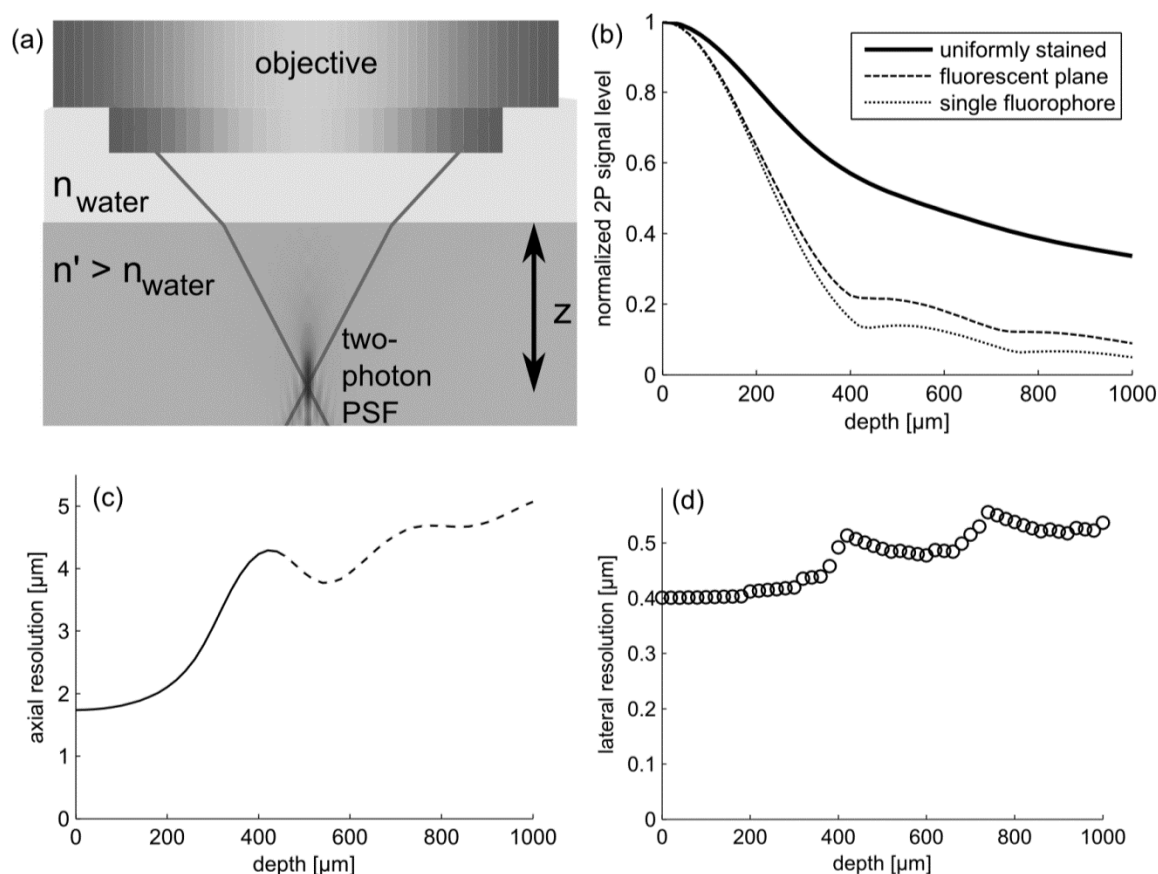 (a)
objective
n_water
n' > n_water
z
two-
photon
PSF
(b)
normalized 2P signal level
1
0.8
0.6
0.4
0.2
0
uniformly stained
fluorescent plane
single fluorophore
0 200 400 600 800 1000
depth [µm]
(c)
axial resolution [µm]
5
4
3
2
1
0
0 200 400 600 800 1000
depth [µm]
(d)
lateral resolution [µm]
0.5
0.4
0.3
0.2
0.1
0
0 200 400 600 800 1000
depth [µm]